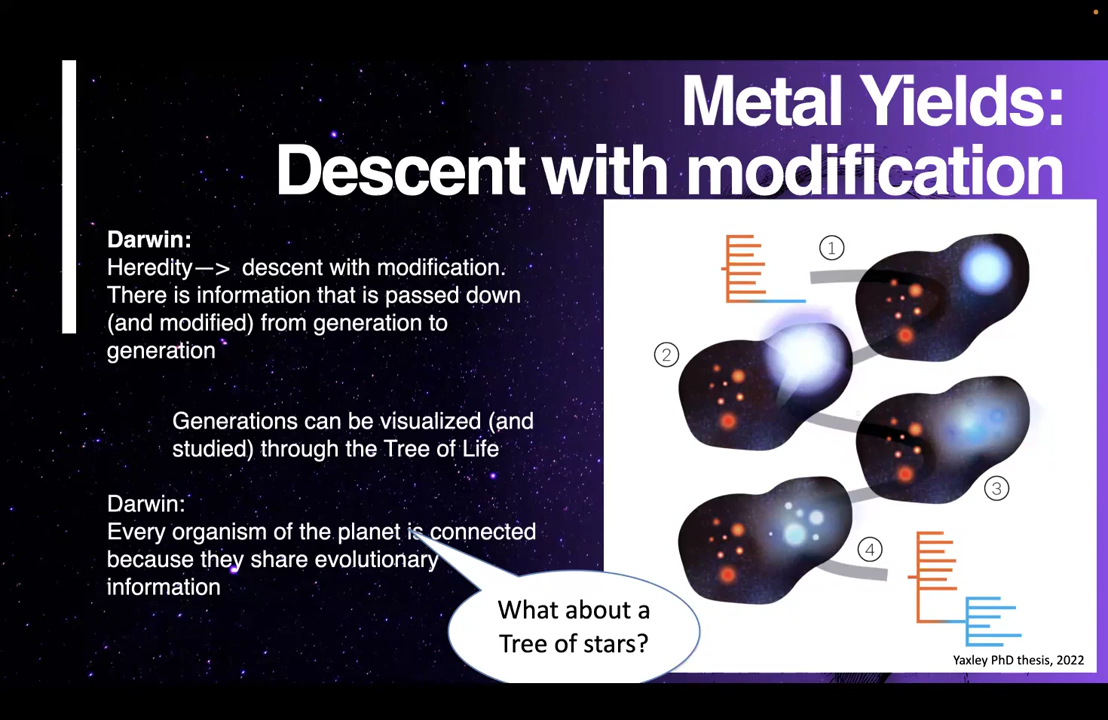 Metal Yields:
Descent with modification
Darwin:
Heredity—> descent with modification.
There is information that is passed down
(and modified) from generation to
generation
Generations can be visualized (and
studied) through the Tree of Life
Darwin:
Every organism of the planet is connected
because they share evolutionary
information
What about a
Tree of stars?
1
2
3
4
Yaxley PhD thesis, 2022